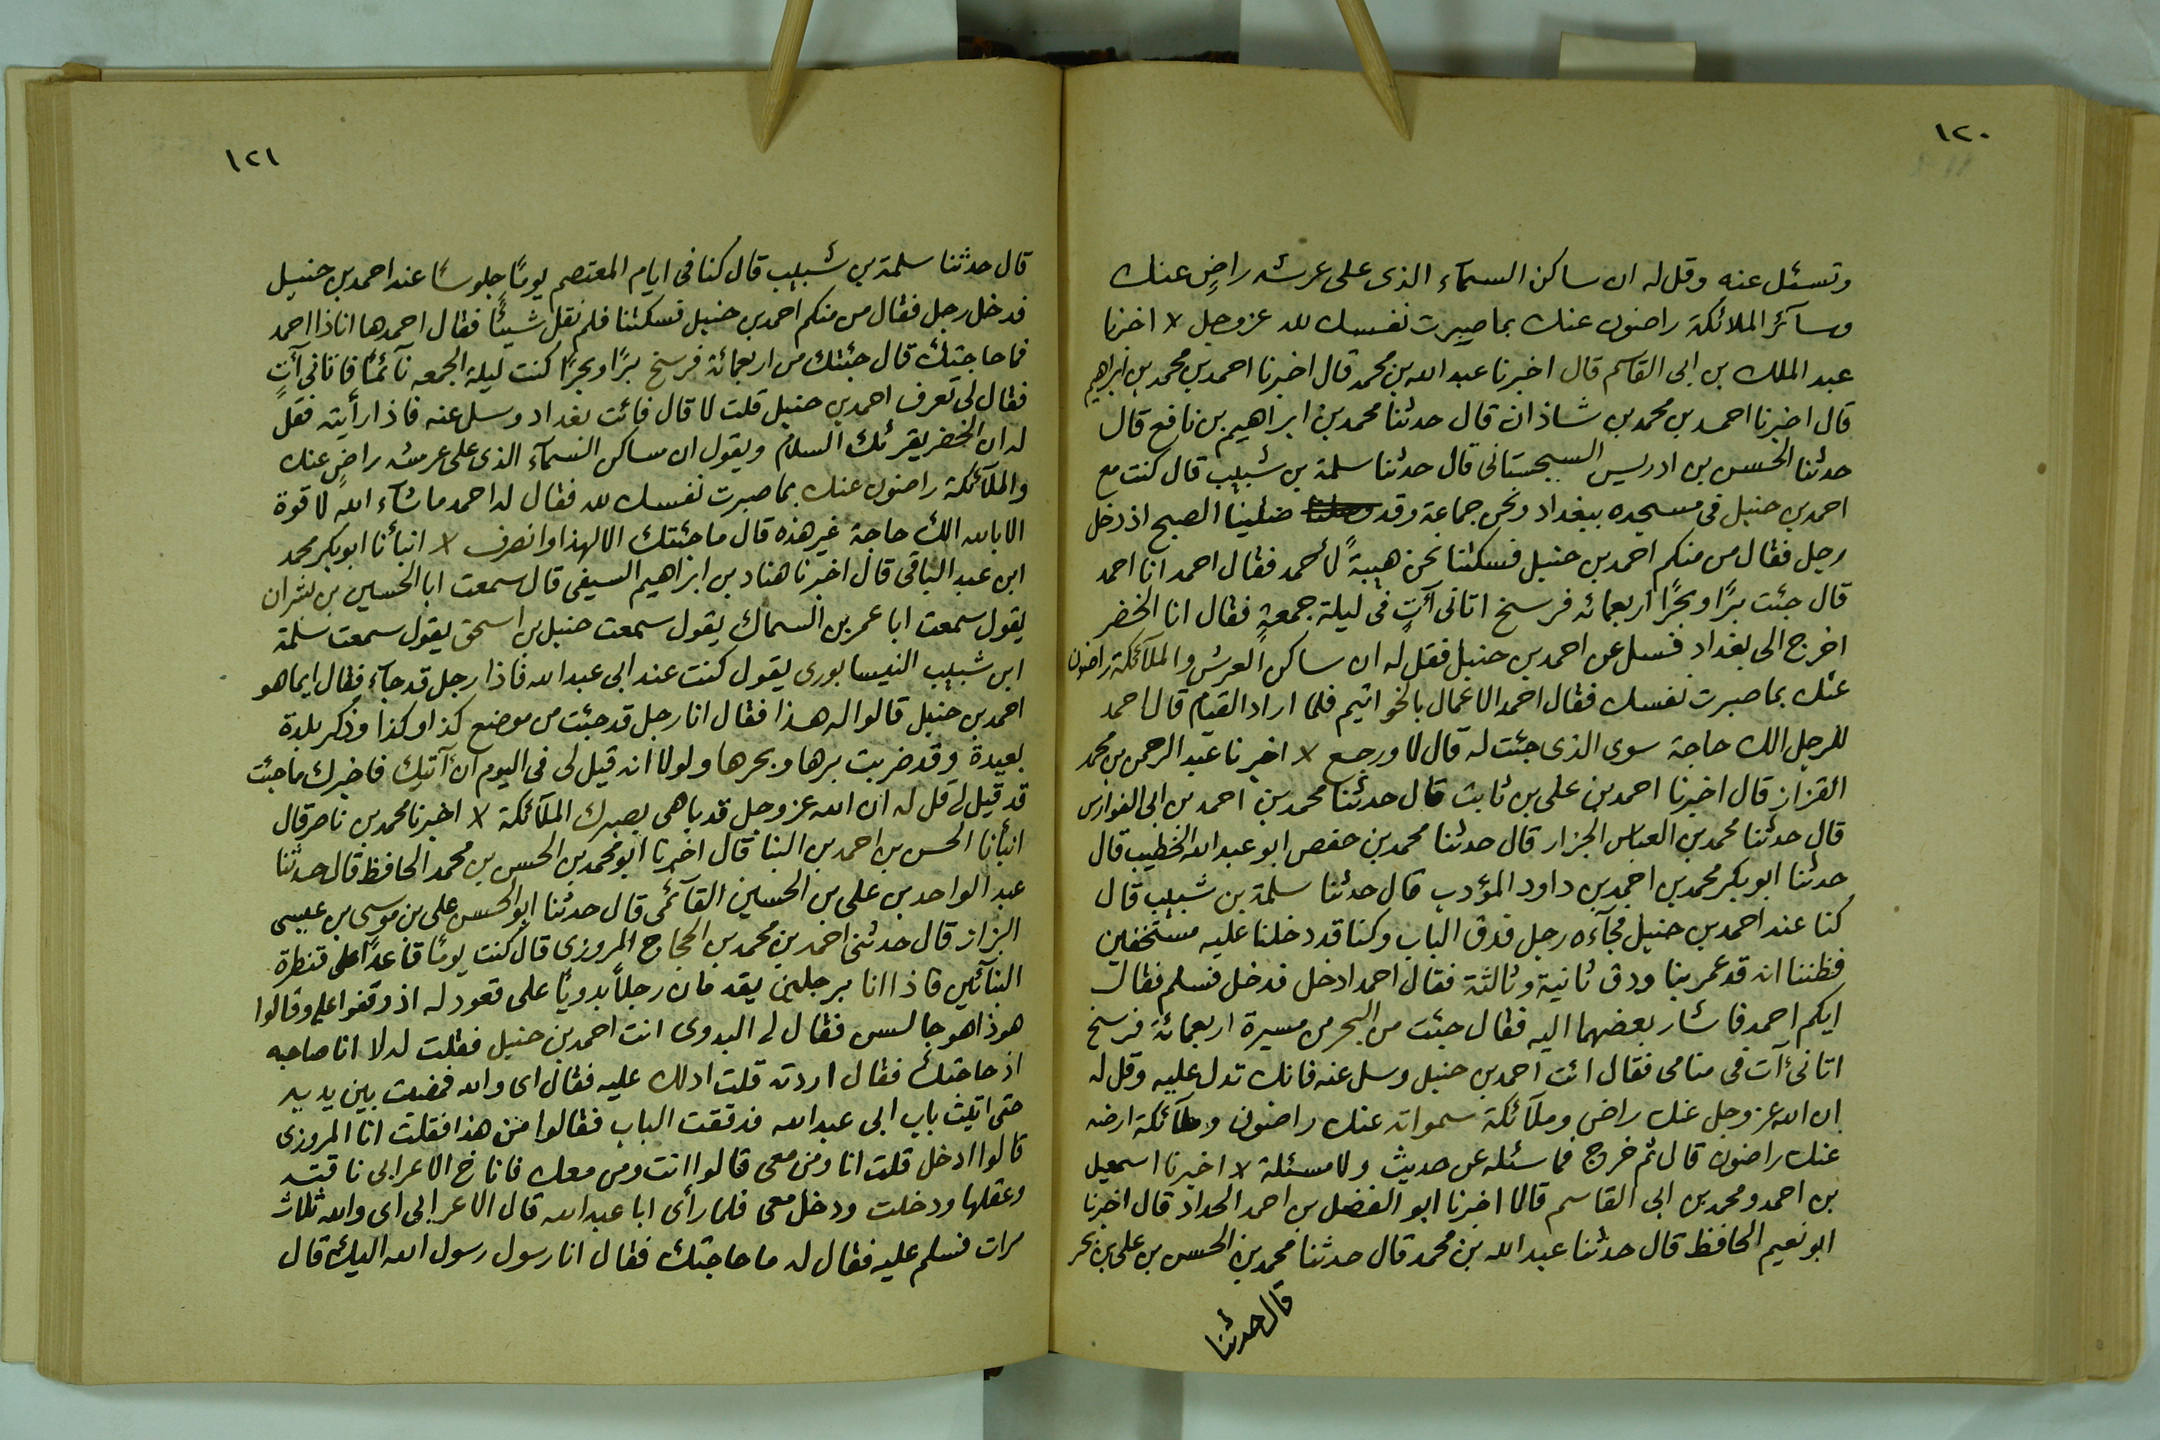 ١٢٠
وتسئل عنه وقل له ان ساكن السمآء الذى على عرشه راضٍ عنك
وسآئر الملائكة راضون عنك بما صبرت نفسك لله عز وجل لا اخبرنا
عبد الملك بن ابى القاسم قال اخبرنا عبد الله بن محمد قال اخبرنا احمد بن محمد بن ابراهيم
قال اخبرنا احمد بن محمد بن شاذان قال حدثنا محمد بن ابراهيم بن نافع قال
حدثنا الحسن بن ادريس السجستانى قال حدثنا سلمة بن شبيب قال كنت مع
احمد بن حنبل فى مسجده ببغداد ونحن جماعة وقد صلينا الصبح اذ دخل
رجل فقال من منكم احمد بن حنبل فسكتنا نحن هيبةً لأحمد فقال احمد انا احمد
قال جئت برًا وبحرًا اربعمائه فرسخ اتانى آتٍ فى ليلة جمعةٍ فقال انا الخضر
اخرج الى بغداد فسل عن احمد بن حنبل فقل له ان ساكن العرش والملآئكة راضون
عنك بما صبرت نفسك فقال احمد الاعمال بالخواتيم فلما اراد القيام قال احمد
للرجل الك حاجة سوى الذى جئت له قال لا ورجع لا اخبرنا عبد الرحمن بن محمد
القزاز قال اخبرنا احمد بن على بن ثابت قال حدثنا محمد بن احمد بن ابى الفوارس
قال حدثنا محمد بن العباس الجزار قال حدثنا محمد بن حفص ابو عبد الله الخطيب قال
حدثنا ابو بكر محمد بن احمد بن داود المؤدب قال حدثنا سلمة بن شبيب قال
كنا عند احمد بن حنبل فجآءه رجل فدق الباب وكنا قد دخلنا عليه مستخفين
فظننا انه قد غمر بنا ودق ثانية وثالثة فقال احمد ادخل فدخل فسلم فقال
ايكم احمد فاشار بعضهما اليه فقال جئت من البحر من مسيرة اربعمائة فرسخ
اتانى آت فى منامى فقال ائت احمد بن حنبل وسل عنه فانك تدل عليه وقل له
ان الله عز وجل عنك راض وملآئكة سمواته عنك راضون وملآئكة ارضه
عنك راضون قال ثم خرج فما سئله عن حديث ولا مسئلة لا اخبرنا اسمعيل
بن احمد ومحمد بن ابى القاسم قالا اخبرنا ابو الفضل بن احمد الحداد قال اخبرنا
ابو نعيم الحافظ قال حدثنا عبد الله بن محمد قال حدثنا محمد بن الحسن بن على بن بحر
قال حدثنا
١٢١
قال حدثنا سلمة بن شبيب قال كنا فى ايام المعتصم يومًا جلوسًا عند احمد بن حنبل
فدخل رجل فقال من منكم احمد بن حنبل فسكتنا فلم نقل شيئًا فقال احمد ها انا ذا احمد
فما حاجتك قال جئتك من اربعمائة فرسخ برًا وبحرًا كنت ليلة الجمعه نآئمًا فاتانى آتٍ
فقال لى تعرف احمد بن حنبل قلت لا قال فائت بغداد وسل عنه فاذا رأيته فقل
له ان الخضر يقرئك السلام ويقول ان ساكن السمآء الذى على عرشه راضٍ عنك
والملآئكة راضون عنك بما صبرت نفسك لله فقال له احمد ماشآء الله لا قوة
الا بالله الك حاجة غير هذه قال ما جئتك الا لهذا وانصرف لا انبأنا ابو بكر محمد
ابن عبد الباقى قال اخبرنا هناد بن ابراهيم السيفى قال سمعت ابا الحسين بن بشران
يقول سمعت ابا عمر بن السماك يقول سمعت حنبل بن اسحق يقول سمعت سلمة
ابن شبيب النيسابورى يقول كنت عند ابى عبد الله فاذا رجل قد جآء فقال ايما هو
احمد بن حنبل قالوا له هذا فقال انا رجل قد جئت من موضع كذا وكذا وذكر بلدة
بعيدة وقد ضربت برها وبحرها ولولا انه قيل لى فى اليوم ان آتيك فاخبرك ما جئت
قد قيل لى قل له ان الله عز وجل قد باهى بصبرك الملآئكة لا اخبرنا محمد بن ناصر قال
انبأنا الحسن بن احمد بن البنا قال اخبرنا ابو محمد بن الحسن بن محمد الحافظ قال حدثنا
عبد الواحد بن على بن الحسين القآئمى قال حدثنا ابو الحسن على بن موسى بن عيسى
البزاز قال حدثنى احمد بن محمد بن الحجاج المروزى قال كنت يومًا قاعدًا على قنطرة
البنآئين فاذا انا برجلين يقدمان رجلًا بدويًا على قعود له اذ وقفوا على وقالوا
هوذا هو جالس فقال لى البدوى انت احمد بن حنبل فقلت له لا انا صاحبه
اذ حاجتك فقال اردته قلت ادلك عليه فقال اى والله فمضيت بين يديه
حتى اتيت باب ابى عبد الله فدققت الباب فقالوا من هذا فقلت انا المروزى
قالوا ادخل قلت انا ومن معى قالوا انت ومن معك فاناخ الاعرابى ناقته
وعقلها ودخلت ودخل معى فلما رأى ابا عبد الله قال الاعرابى اى والله ثلاث
مرات فسلم عليه فقال له ما حاجتك فقال انا رسول رسول الله اليك قال